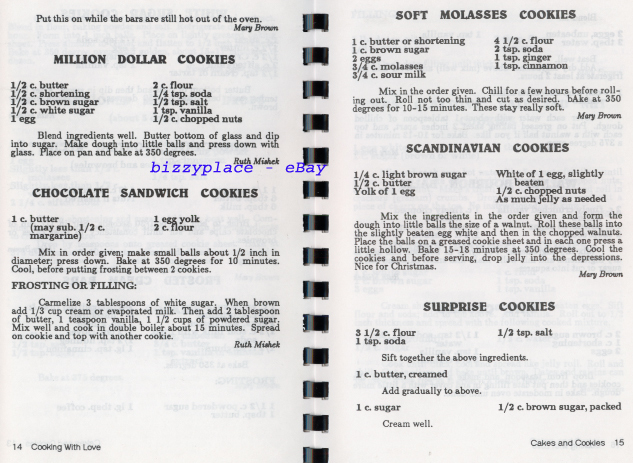 Put this on while the bars are still hot out of the oven.
Mary Brown
MILLION DOLLAR COOKIES
1/2 c. butter
1/2 c. shortening
1/2 c. brown sugar
1/2 c. white sugar
1 egg
2 c. flour
1/4 tsp. soda
1/2 tsp. salt
1 tsp. vanilla
1/2 c. chopped nuts
Blend ingredients well. Butter bottom of glass and dip
into sugar. Make dough into little balls and press down with
glass. Place on pan and bake at 350 degrees.
Ruth Mishek
bizzyplace - eBay
CHOCOLATE SANDWICH COOKIES
1 c. butter
(may sub. 1/2 c.
margarine)
1 egg yolk
2 c. flour
Mix in order given; make small balls about 1/2 inch in
diameter; press down. Bake at 350 degrees for 10 minutes.
Cool, before putting frosting between 2 cookies.
FROSTING OR FILLING:
Carmelize 3 tablespoons of white sugar. When brown
add 1/3 cup cream or evaporated milk. Then add 2 tablespoon
of butter, 1 teaspoon vanilla, 1 1/2 cups of powdered sugar.
Mix well and cook in double boiler about 15 minutes. Spread
on cookie and top with another cookie.
Ruth Mishek
14 Cooking With Love
SOFT MOLASSES COOKIES
1 c. butter or shortening
1 c. brown sugar
2 eggs
3/4 c. molasses
3/4 c. sour milk
4 1/2 c. flour
2 tsp. soda
1 tsp. ginger
1 tsp. cinnamon
Mix in the order given. Chill for a few hours before roll-
ing out. Roll not too thin and cut as desired. bAke at 350
degrees for 10-15 minutes. These stay really soft.
Mary Brown
SCANDINAVIAN COOKIES
1/4 c. light brown sugar
1/2 c. butter
Yolk of 1 egg
White of 1 egg, slightly
beaten
1/2 c. chopped nuts
As much jelly as needed
Mix the ingredients in the order given and form the
dough into little balls the size of a walnut. Roll these balls into
the slightly beaten egg white and then in the chopped walnuts.
Place the balls on a greased cookie sheet and in each one press a
little hollow. Bake 15-18 minutes at 350 degrees. Cool the
cookies and before serving, drop jelly into the depressions.
Nice for Christmas.
Mary Brown
SURPRISE COOKIES
3 1/2 c. flour
1 tsp. soda
1/2 tsp. salt
Sift together the above ingredients.
1 c. butter, creamed
Add gradually to above.
1 c. sugar
1/2 c. brown sugar, packed
Cream well.
Cakes and Cookies 15